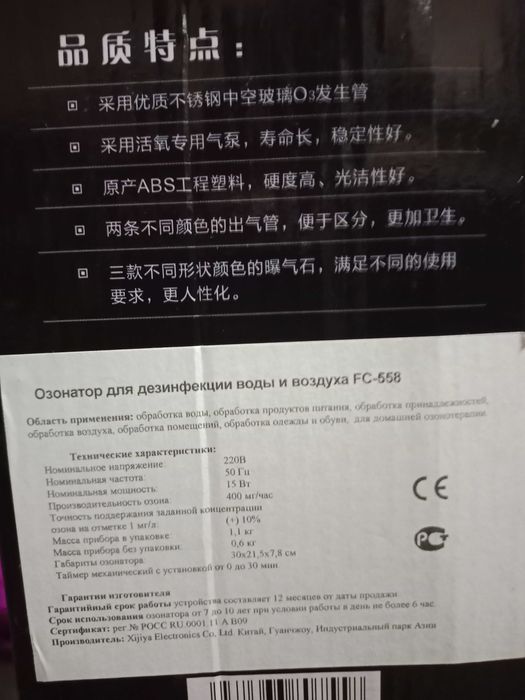 品质特点：
采用优质不锈钢中空玻璃O3发生管
采用活氧专用气泵，寿命长，稳定性好。
原产ABS工程塑料，硬度高、光洁性好。
两条不同颜色的出气管，便于区分，更加卫生。
三款不同形状颜色的曝气石，满足不同的使用
要求，更人性化。
Озонатор для дезинфекции воды и воздуха FC-558
Область применения: обработка воды, обработка продуктов питания, обработка принадлежностей,
обработка воздуха, обработка помещений, обработка одежды и обуви, для домашней озонотерапии
Технические характеристики:
Номинальное напряжение: 220В
Номинальная частота: 50 Гц
Номинальная мощность: 15 Вт
Производительность озона: 400 мг/час
Точность поддержания заданной концентрации
озона на отметке 1 мг/л: (+) 10%
Масса прибора в упаковке 1,1 кг
Масса прибора без упаковки: 0,6 кг
Габариты озонатора: 30х21,5х7,8 см
Таймер механический с установкой от 0 до 30 мин
CE
РСТ
Гарантии изготовителя
Гарантийный срок работы устройства составляет 12 месяцев от даты продажи
Срок использования озонатора от 7 до 10 лет при условии работы в день не более 6 час
Сертификат: рег № РОСС RU.0001.11 А В09
Производитель: Xijiya Electronics Co, Ltd. Китай, Гуанчжоу, Индустриальный парк Азии